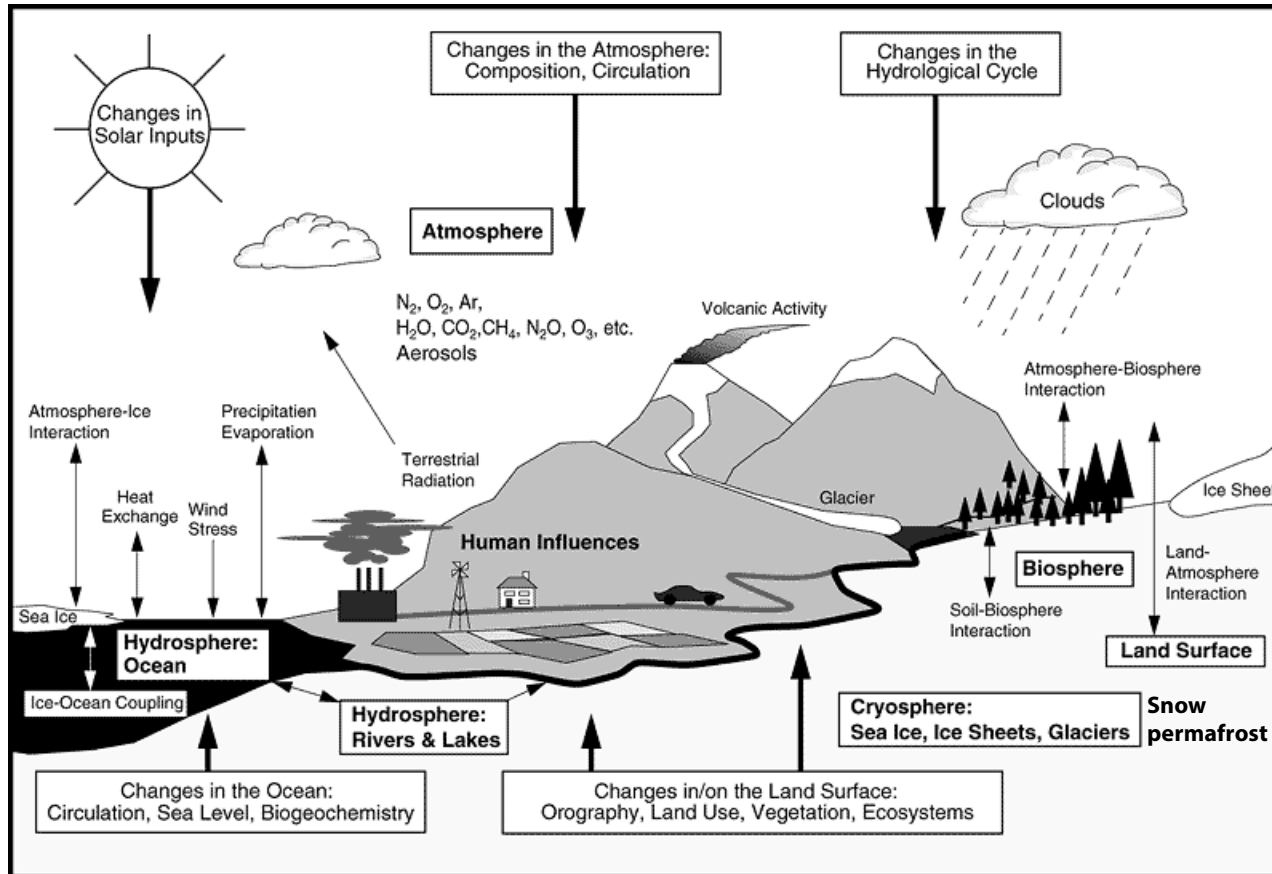 Changes in the Atmosphere:
Composition, Circulation
Changes in the
Hydrological Cycle
Changes in
Solar Inputs
Clouds
Atmosphere
N₂, O₂, Ar,
H₂O, CO₂,CH₄, N₂O, O₃, etc.
Aerosols
Volcanic Activity
Atmosphere-Biosphere
Interaction
Atmosphere-Ice
Interaction
Precipitation
Evaporation
Terrestrial
Radiation
Heat
Exchange
Wind
Stress
Glacier
Ice Sheet
Human Influences
Land-
Atmosphere
Interaction
Biosphere
Soil-Biosphere
Interaction
Sea Ice
Hydrosphere:
Ocean
Land Surface
Ice-Ocean Coupling
Hydrosphere:
Rivers & Lakes
Cryosphere:
Sea Ice, Ice Sheets, Glaciers
Snow
permafrost
Changes in the Ocean:
Circulation, Sea Level, Biogeochemistry
Changes in/on the Land Surface:
Orography, Land Use, Vegetation, Ecosystems